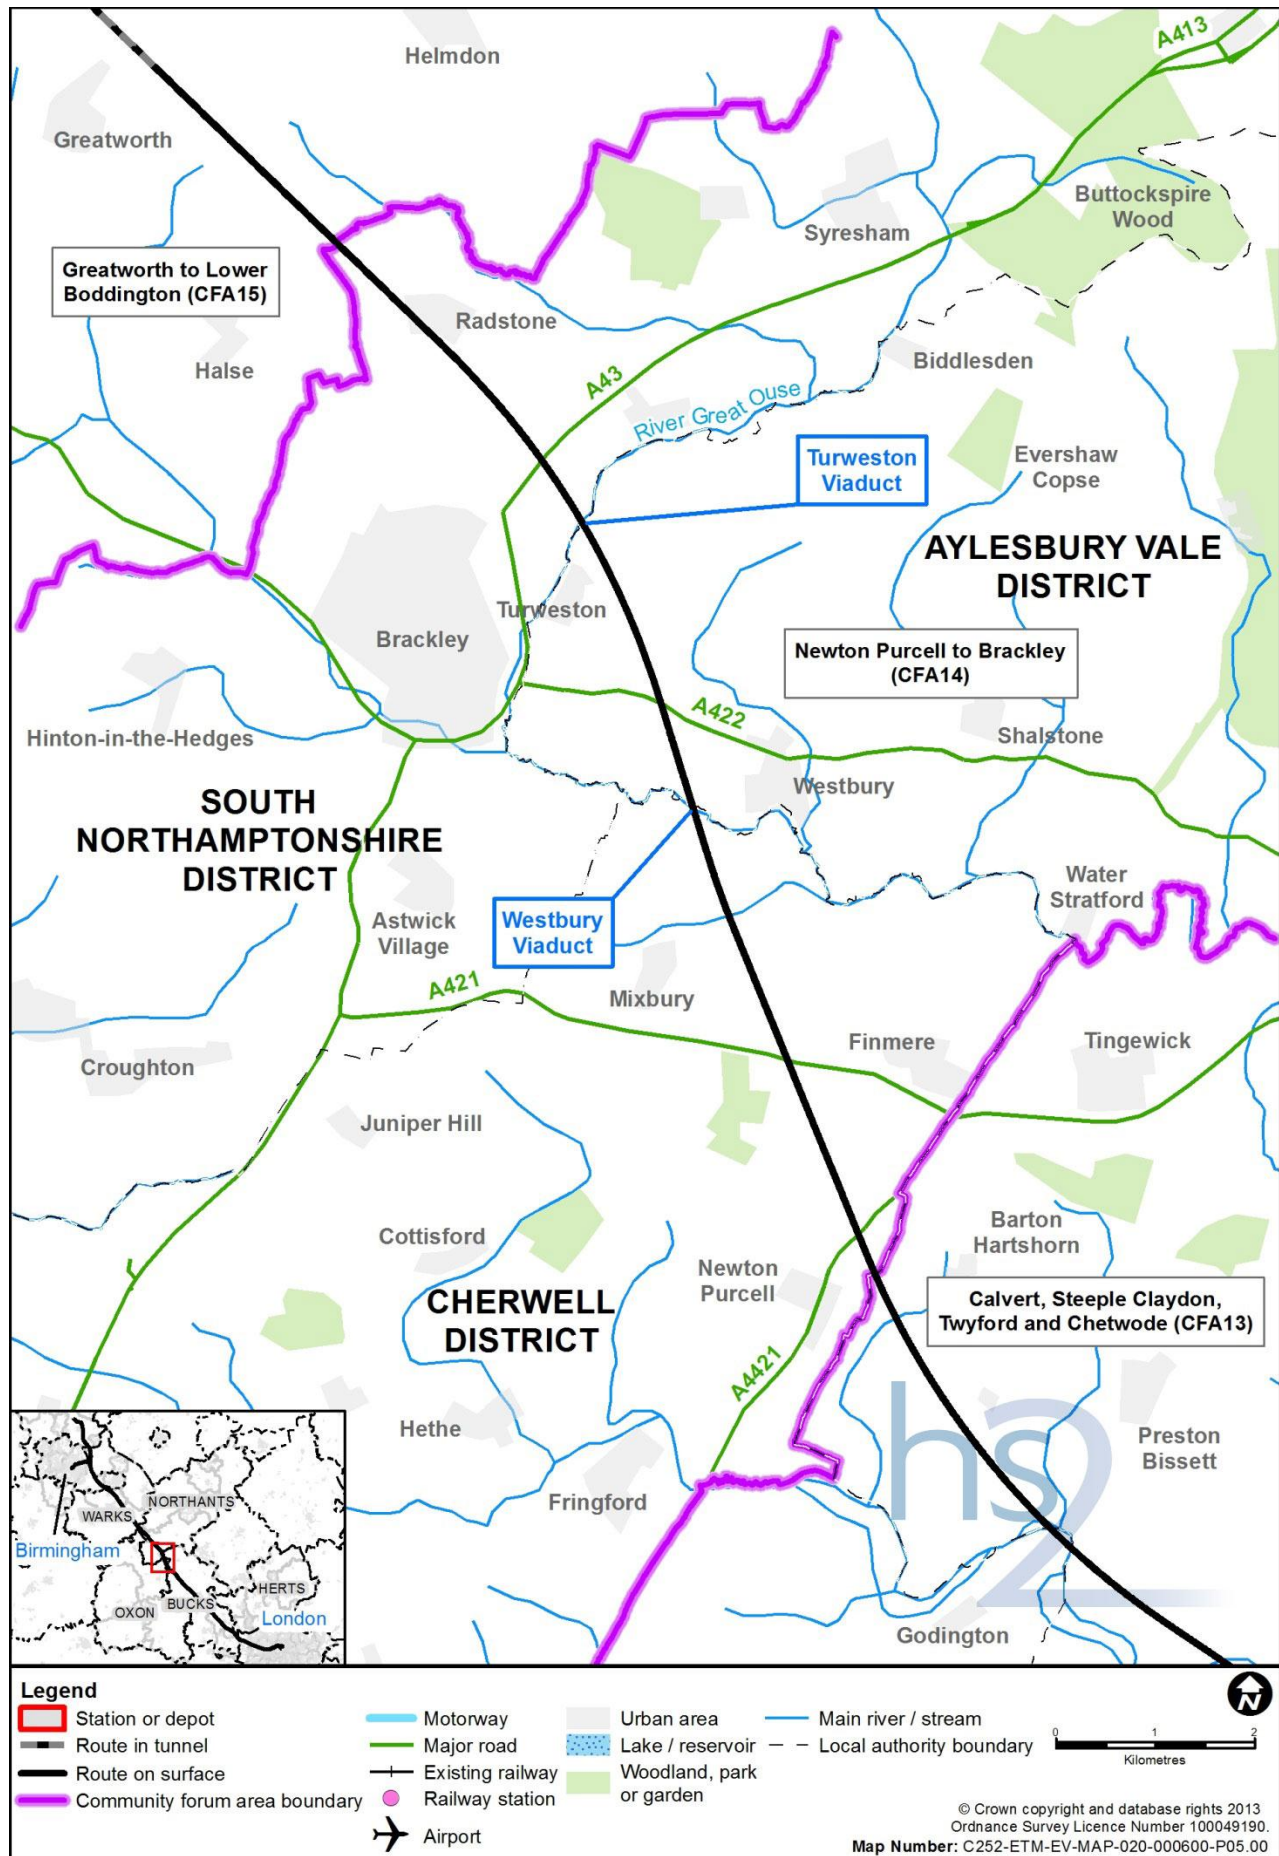 Helmdon
A413
Greatworth
Buttockspire
Wood
Syresham
Greatworth to Lower
Boddington (CFA15)
Radstone
Halse
Biddlesden
A43
River Great Ouse
Turweston
Viaduct
Evershaw
Copse
AYLESBURY VALE
DISTRICT
Turweston
Brackley
Newton Purcell to Brackley
(CFA14)
A422
Hinton-in-the-Hedges
Shalstone
Westbury
SOUTH
NORTHAMPTONSHIRE
DISTRICT
Water
Stratford
Astwick
Village
Westbury
Viaduct
A421
Mixbury
Finmere
Tingewick
Croughton
Juniper Hill
Cottisford
Barton
Hartshorn
Newton
Purcell
CHERWELL
DISTRICT
Calvert, Steeple Claydon,
Twyford and Chetwode (CFA13)
A4421
hs2
Hethe
Preston
Bissett
Fringford
Godington
NORTHANTS
WARKS
Birmingham
HERTS
BUCKS
OXON
London
Legend
Station or depot
Route in tunnel
Route on surface
Community forum area boundary
Motorway
Major road
Existing railway
Railway station
Airport
Urban area
Lake / reservoir
Woodland, park
or garden
Main river / stream
Local authority boundary
N
0 1 2
Kilometres
© Crown copyright and database rights 2013
Ordnance Survey Licence Number 100049190.
Map Number: C252-ETM-EV-MAP-020-000600-P05.00